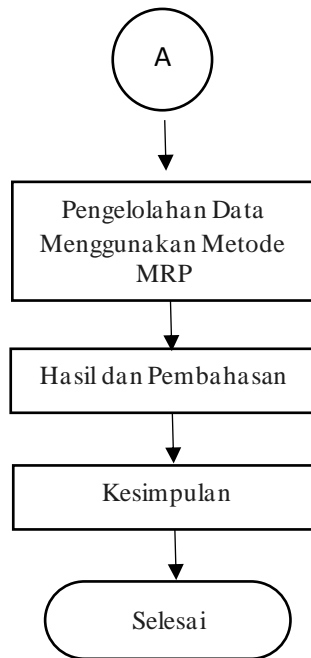 A
Pengelolahan Data
Menggunakan Metode
MRP
Hasil dan Pembahasan
Kesimpulan
Selesai